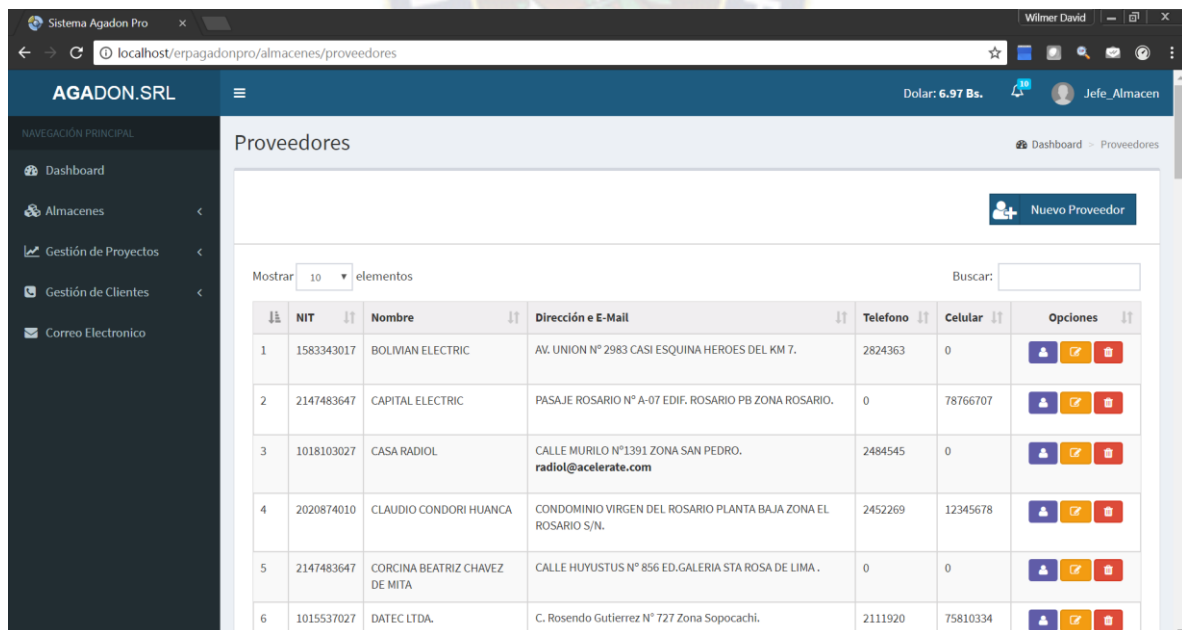 Sistema Agadon Pro
Wilmer David
localhost/erpagadonpro/almacenes/proveedores
AGADON.SRL
Dolar: 6.97 Bs.
10
Jefe_Almacen
NAVEGACIÓN PRINCIPAL
Dashboard
Almacenes
Gestión de Proyectos
Gestión de Clientes
Correo Electronico
Proveedores
Dashboard > Proveedores
Nuevo Proveedor
Mostrar 10 elementos
Buscar:
NIT Nombre Dirección e E-Mail Telefono Celular Opciones
1 1583343017 BOLIVIAN ELECTRIC AV. UNION Nº 2983 CASI ESQUINA HEROES DEL KM 7. 2824363 0
2 2147483647 CAPITAL ELECTRIC PASAJE ROSARIO Nº A-07 EDIF. ROSARIO PB ZONA ROSARIO. 0 78766707
3 1018103027 CASA RADIOL CALLE MURILO Nº1391 ZONA SAN PEDRO. 2484545 0
radiol@acelerate.com
4 2020874010 CLAUDIO CONDORI HUANCA CONDOMINIO VIRGEN DEL ROSARIO PLANTA BAJA ZONA EL 2452269 12345678
ROSARIO S/N.
5 2147483647 CORCINA BEATRIZ CHAVEZ CALLE HUYUSTUS Nº 856 ED.GALERIA STA ROSA DE LIMA . 0 0
DE MITA
6 1015537027 DATEC LTDA. C. Rosendo Gutierrez Nº 727 Zona Sopocachi. 2111920 75810334